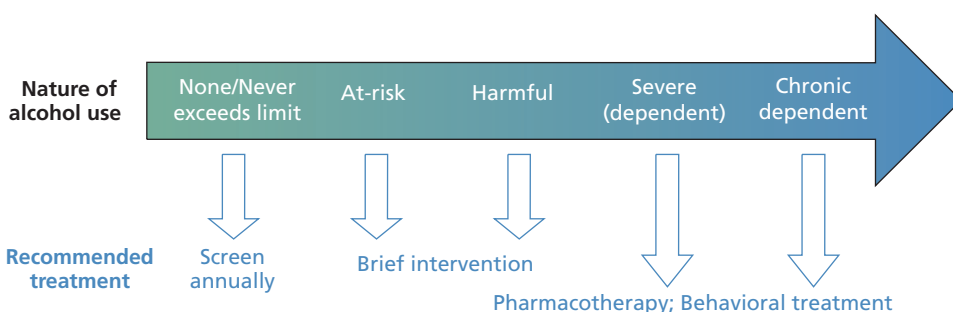 Nature of
alcohol use
None/Never
exceeds limit
At-risk
Harmful
Severe
(dependent)
Chronic
dependent
Recommended
treatment
Screen
annually
Brief intervention
Pharmacotherapy; Behavioral treatment